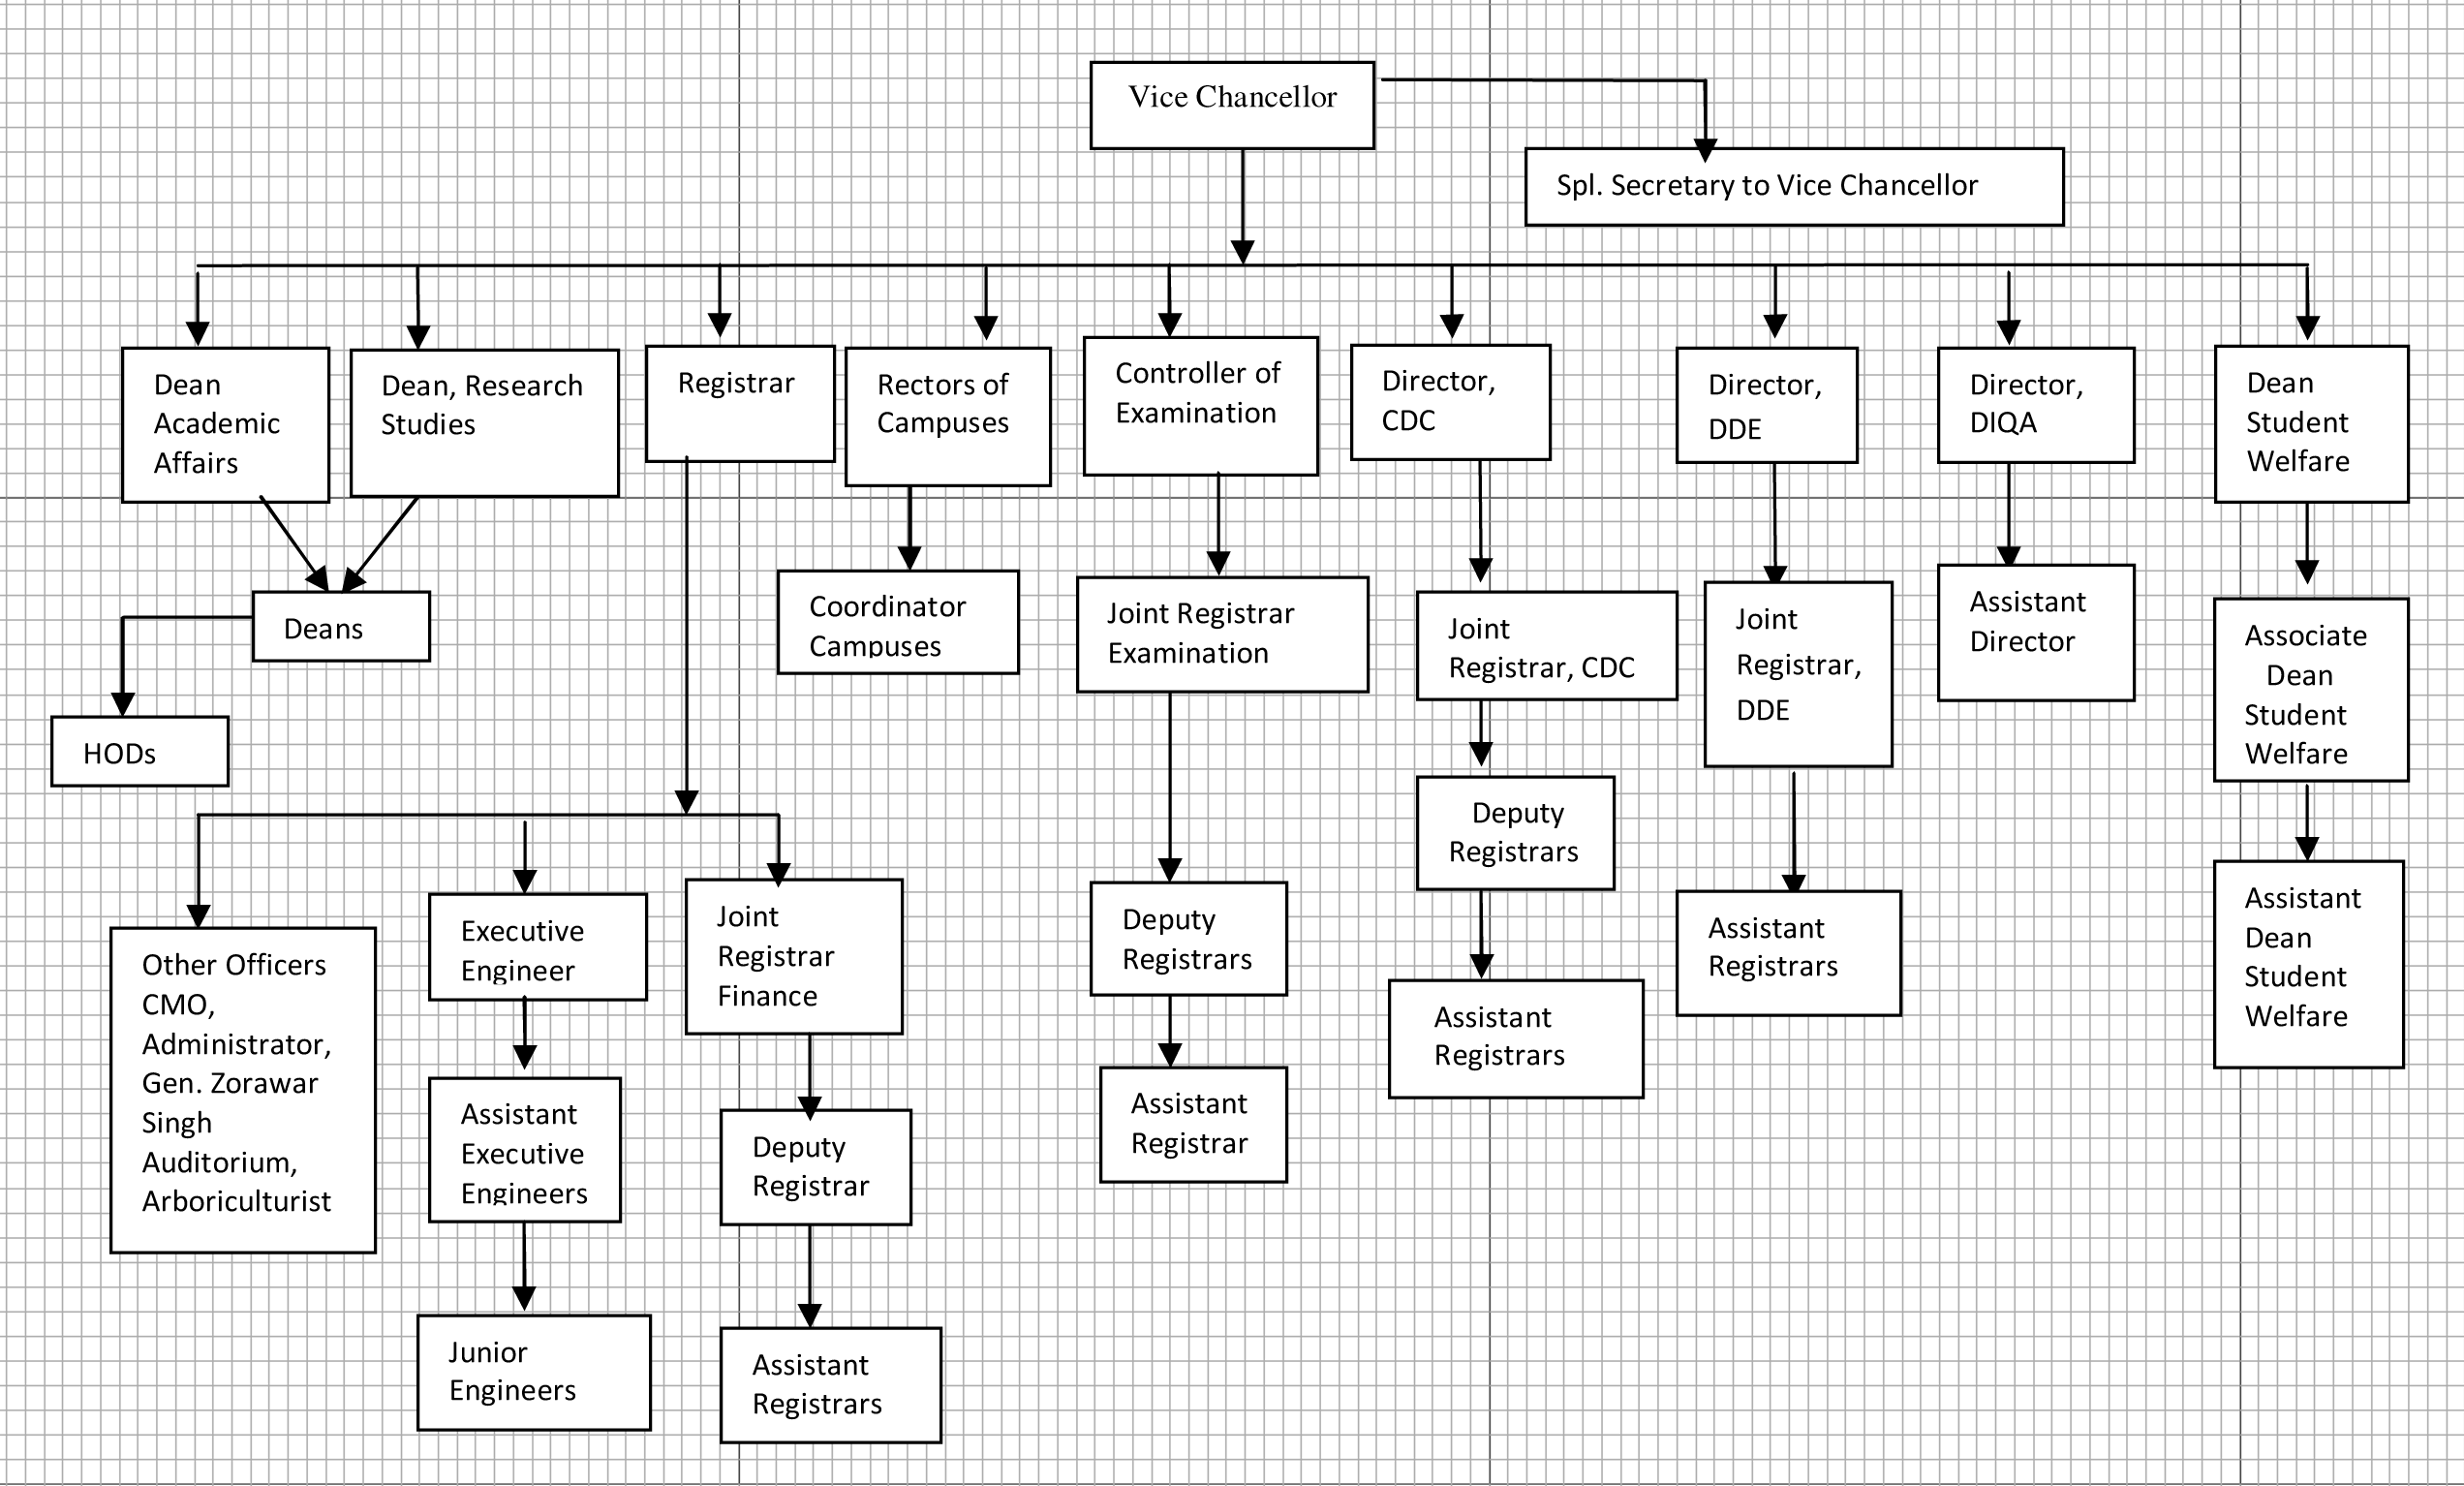 Vice Chancellor
Spl. Secretary to Vice Chancellor
Dean
Academic
Affairs
Dean, Research
Studies
Registrar
Rectors of
Campuses
Controller of
Examination
Director,
CDC
Director,
DDE
Director,
DIQA
Dean
Student
Welfare
Deans
HODs
Coordinator
Campuses
Joint Registrar
Examination
Joint
Registrar, CDC
Joint
Registrar,
DDE
Assistant
Director
Associate
Dean
Student
Welfare
Other Officers
CMO,
Administrator,
Gen. Zorawar
Singh
Auditorium,
Arboriculturist
Executive
Engineer
Joint
Registrar
Finance
Deputy
Registrars
Deputy
Registrars
Assistant
Registrars
Assistant
Registrars
Assistant
Dean
Student
Welfare
Assistant
Executive
Engineers
Deputy
Registrar
Assistant
Registrar
Junior
Engineers
Assistant
Registrars